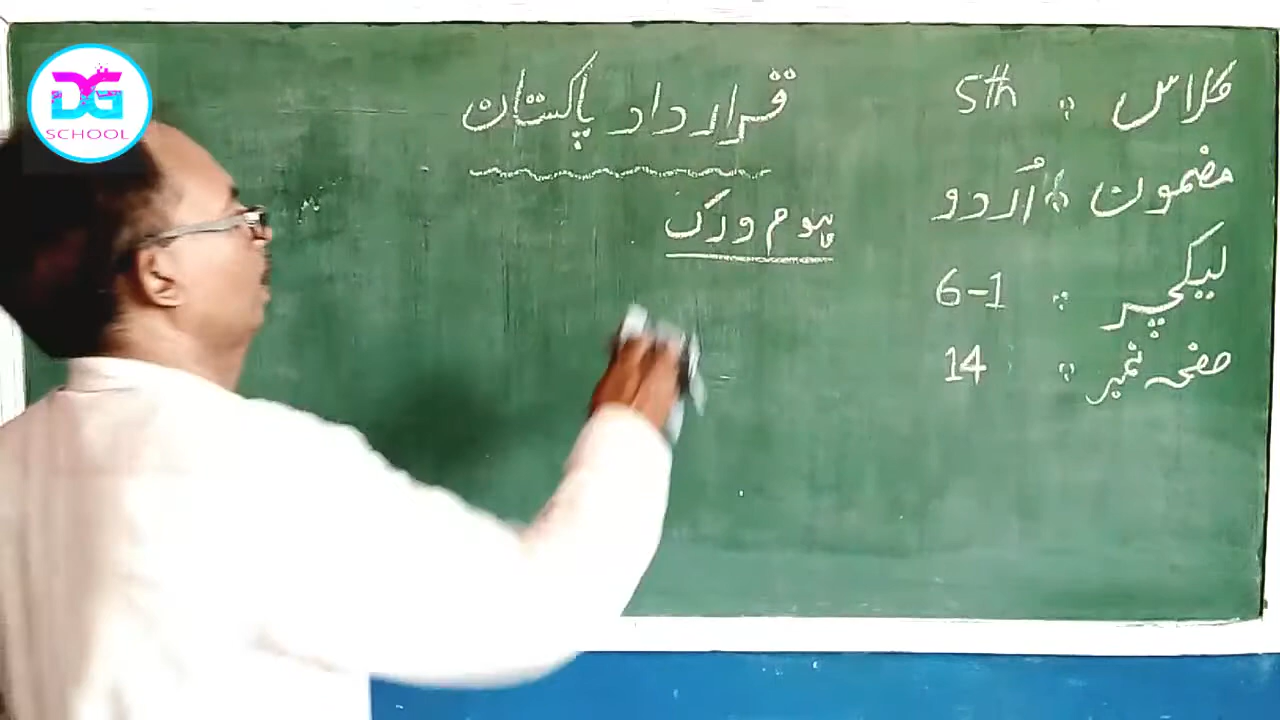 DG
SCHOOL
قرارداد پاکستان
ہوم ورک
کلاس : 5th
مضمون : اُردو
لیکچر : 6-1
صفحہ نمبر : 14